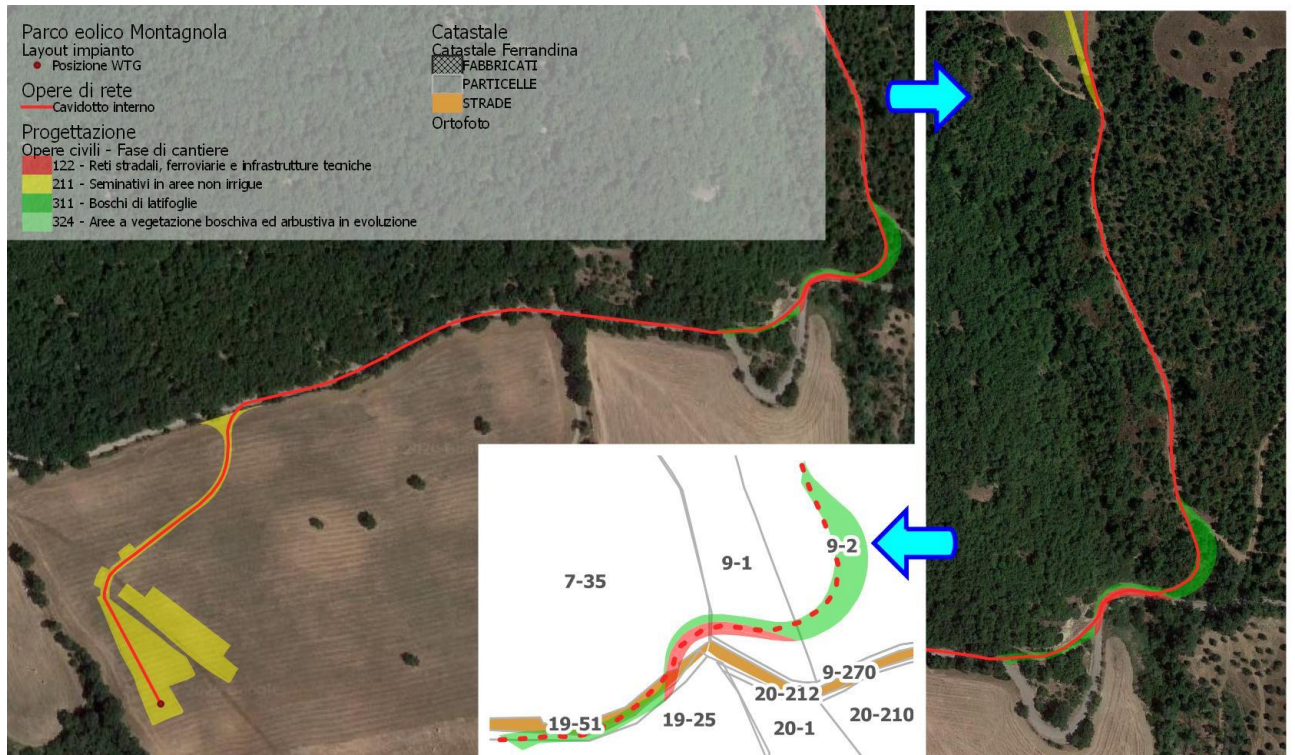 Parco eolico Montagnola
Layout impianto
Posizione WTG
Opere di rete
Cavidotto interno
Progettazione
Opere civili - Fase di cantiere
122 - Reti stradali, ferroviarie e infrastrutture tecniche
211 - Seminativi in aree non irrigue
311 - Boschi di latifoglie
324 - Aree a vegetazione boschiva ed arbustiva in evoluzione
Catastale
Catastale Ferrandina
FABBRICATI
PARTICELLE
STRADE
Ortofoto
9-2
9-1
7-35
9-270
20-212
19-51
19-25
20-1
20-210